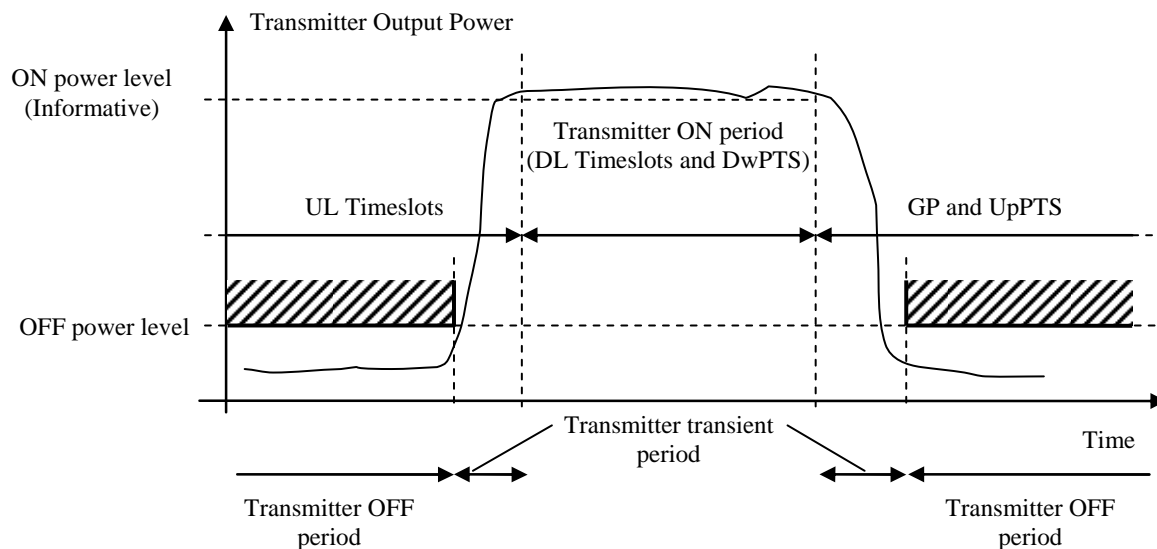 Transmitter Output Power
ON power level
(Informative)
Transmitter ON period
(DL Timeslots and DwPTS)
UL Timeslots
GP and UpPTS
OFF power level
Transmitter transient
period
Time
Transmitter OFF
period
Transmitter OFF
period